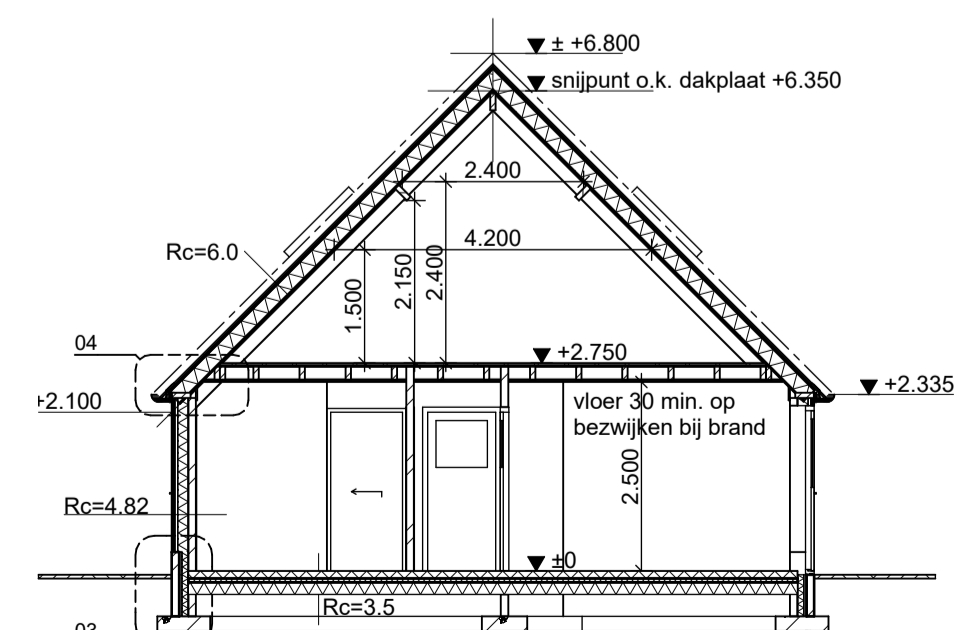 ± +6.800
snijpunt o.k. dakplaat +6.350
2.400
Rc=6.0
4.200
1.500
2.150
2.400
04
+2.750
+2.335
+2.100
vloer 30 min. op
bezwijken bij brand
2.500
Rc=4.82
±0
Rc=3.5
03